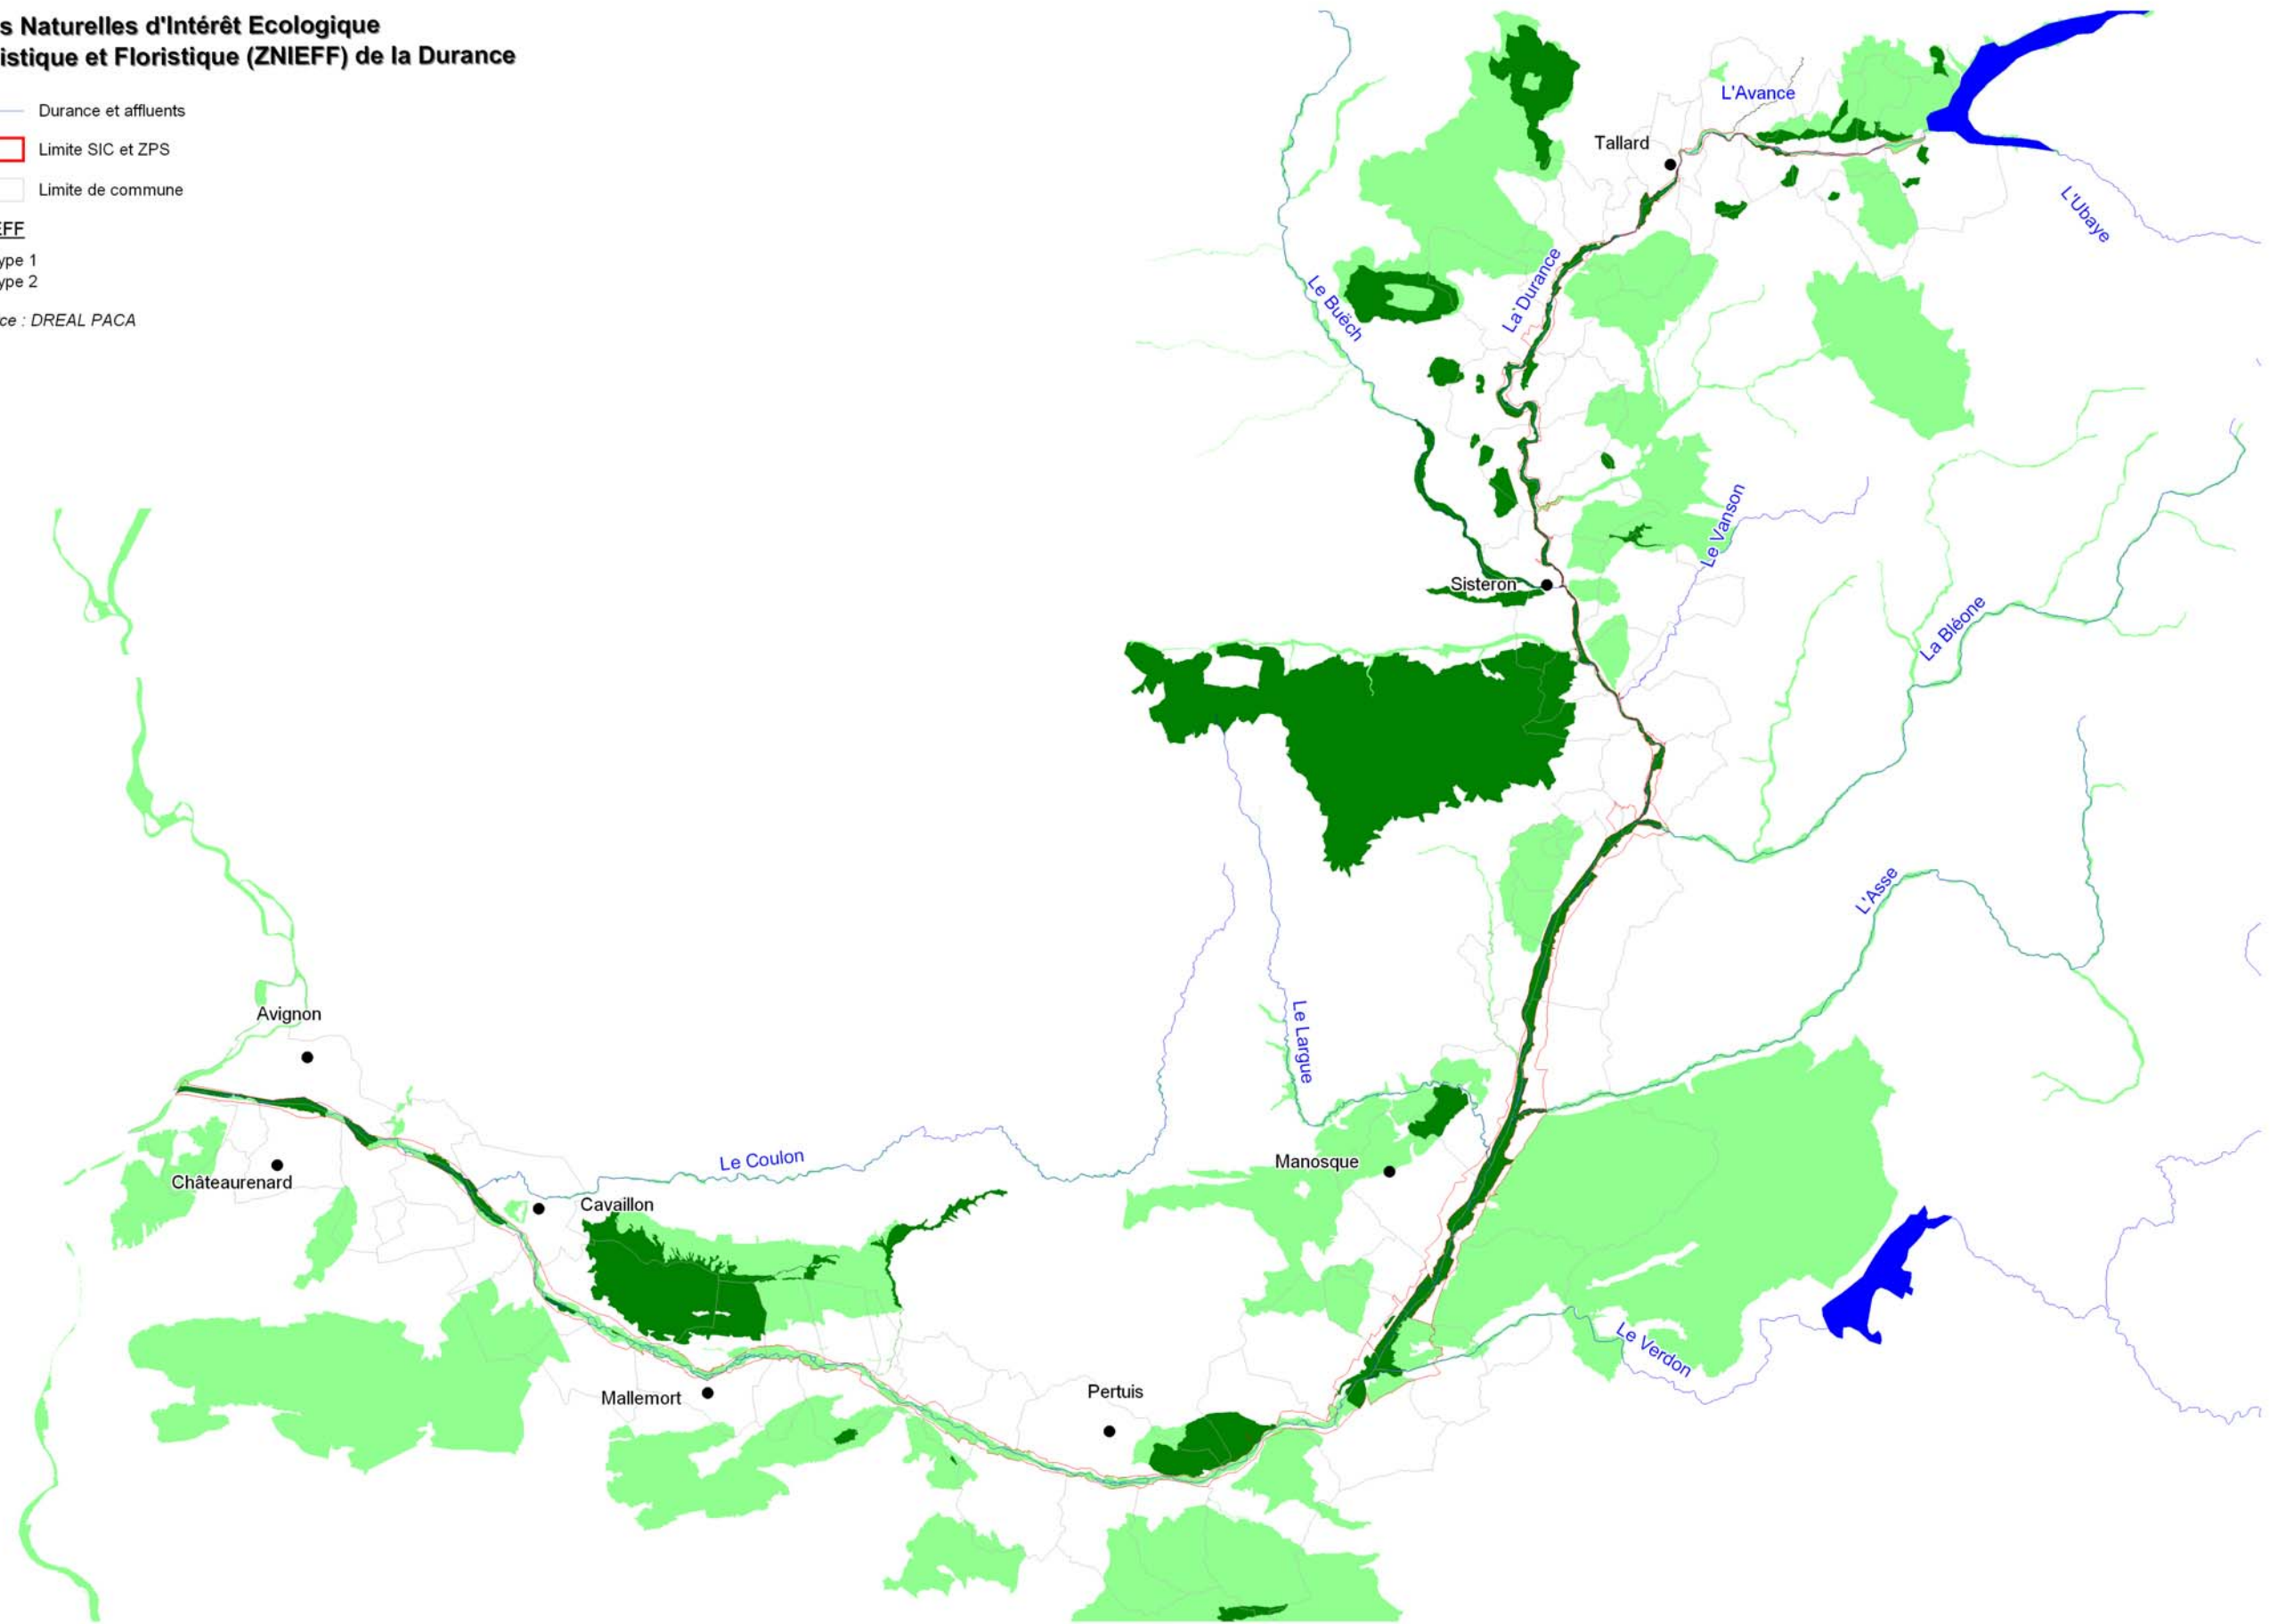 s Naturelles d'Intérêt Ecologique
istique et Floristique (ZNIEFF) de la Durance
Durance et affluents
Limite SIC et ZPS
Limite de commune
EFF
ype 1
ype 2
ce : DREAL PACA
L'Avance
Tallard
L'Ubaye
La Durance
Le Buëch
Le Vanson
Sisteron
La Bléone
L'Asse
Le Largue
Avignon
Châteaurenard
Le Coulon
Cavaillon
Manosque
Le Verdon
Mallemort
Pertuis